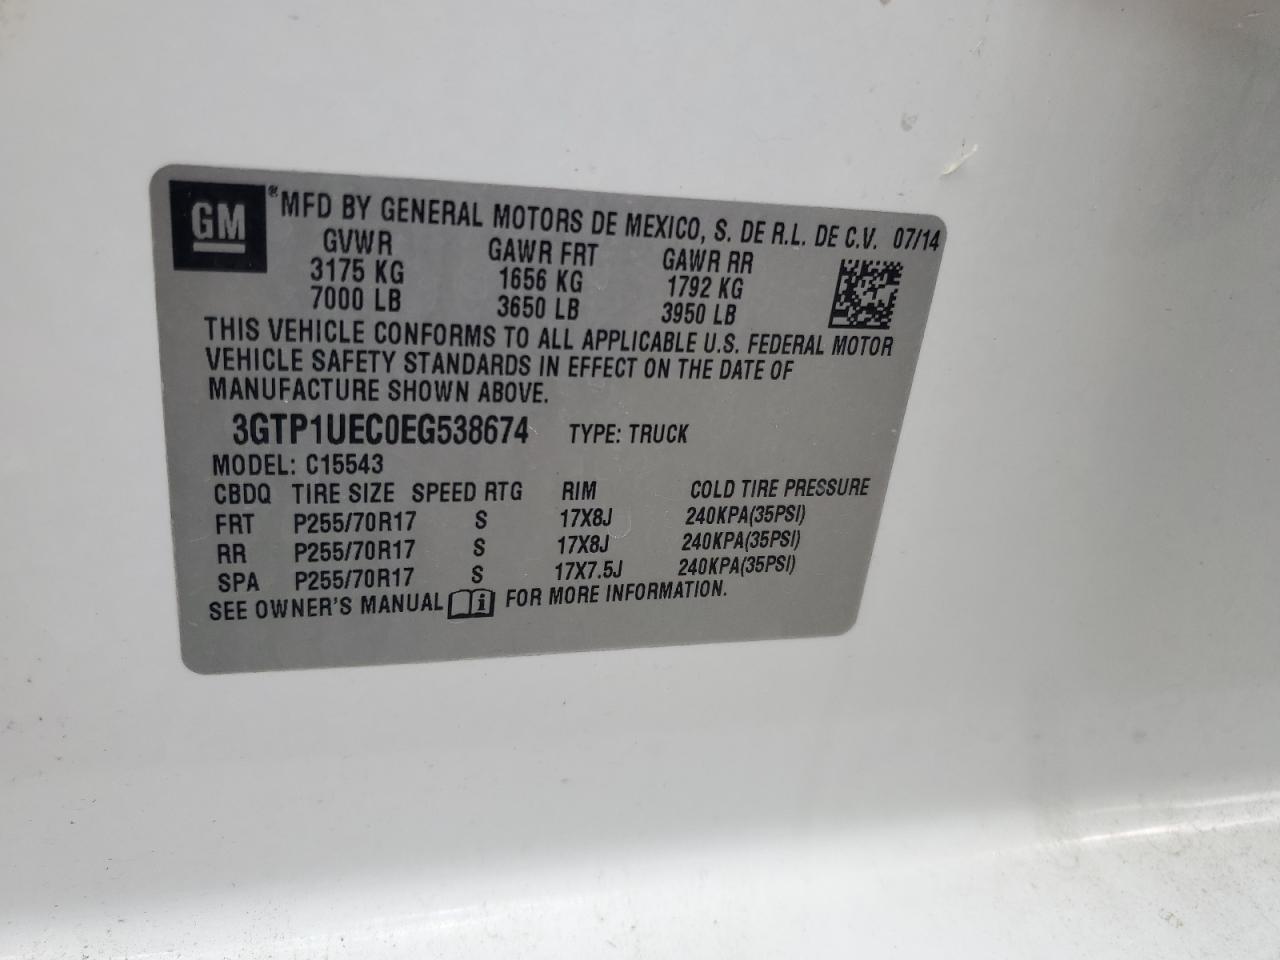 GM ® MFD BY GENERAL MOTORS DE MEXICO, S. DE R.L. DE C.V. 07/14
GVWR GAWR FRT GAWR RR
3175 KG 1656 KG 1792 KG
7000 LB 3650 LB 3950 LB
THIS VEHICLE CONFORMS TO ALL APPLICABLE U.S. FEDERAL MOTOR
VEHICLE SAFETY STANDARDS IN EFFECT ON THE DATE OF
MANUFACTURE SHOWN ABOVE.
3GTP1UEC0EG538674 TYPE: TRUCK
MODEL: C15543
CBDQ TIRE SIZE SPEED RTG RIM COLD TIRE PRESSURE
FRT P255/70R17 S 17X8J 240KPA(35PSI)
RR P255/70R17 S 17X8J 240KPA(35PSI)
SPA P255/70R17 S 17X7.5J 240KPA(35PSI)
SEE OWNER'S MANUAL i FOR MORE INFORMATION.